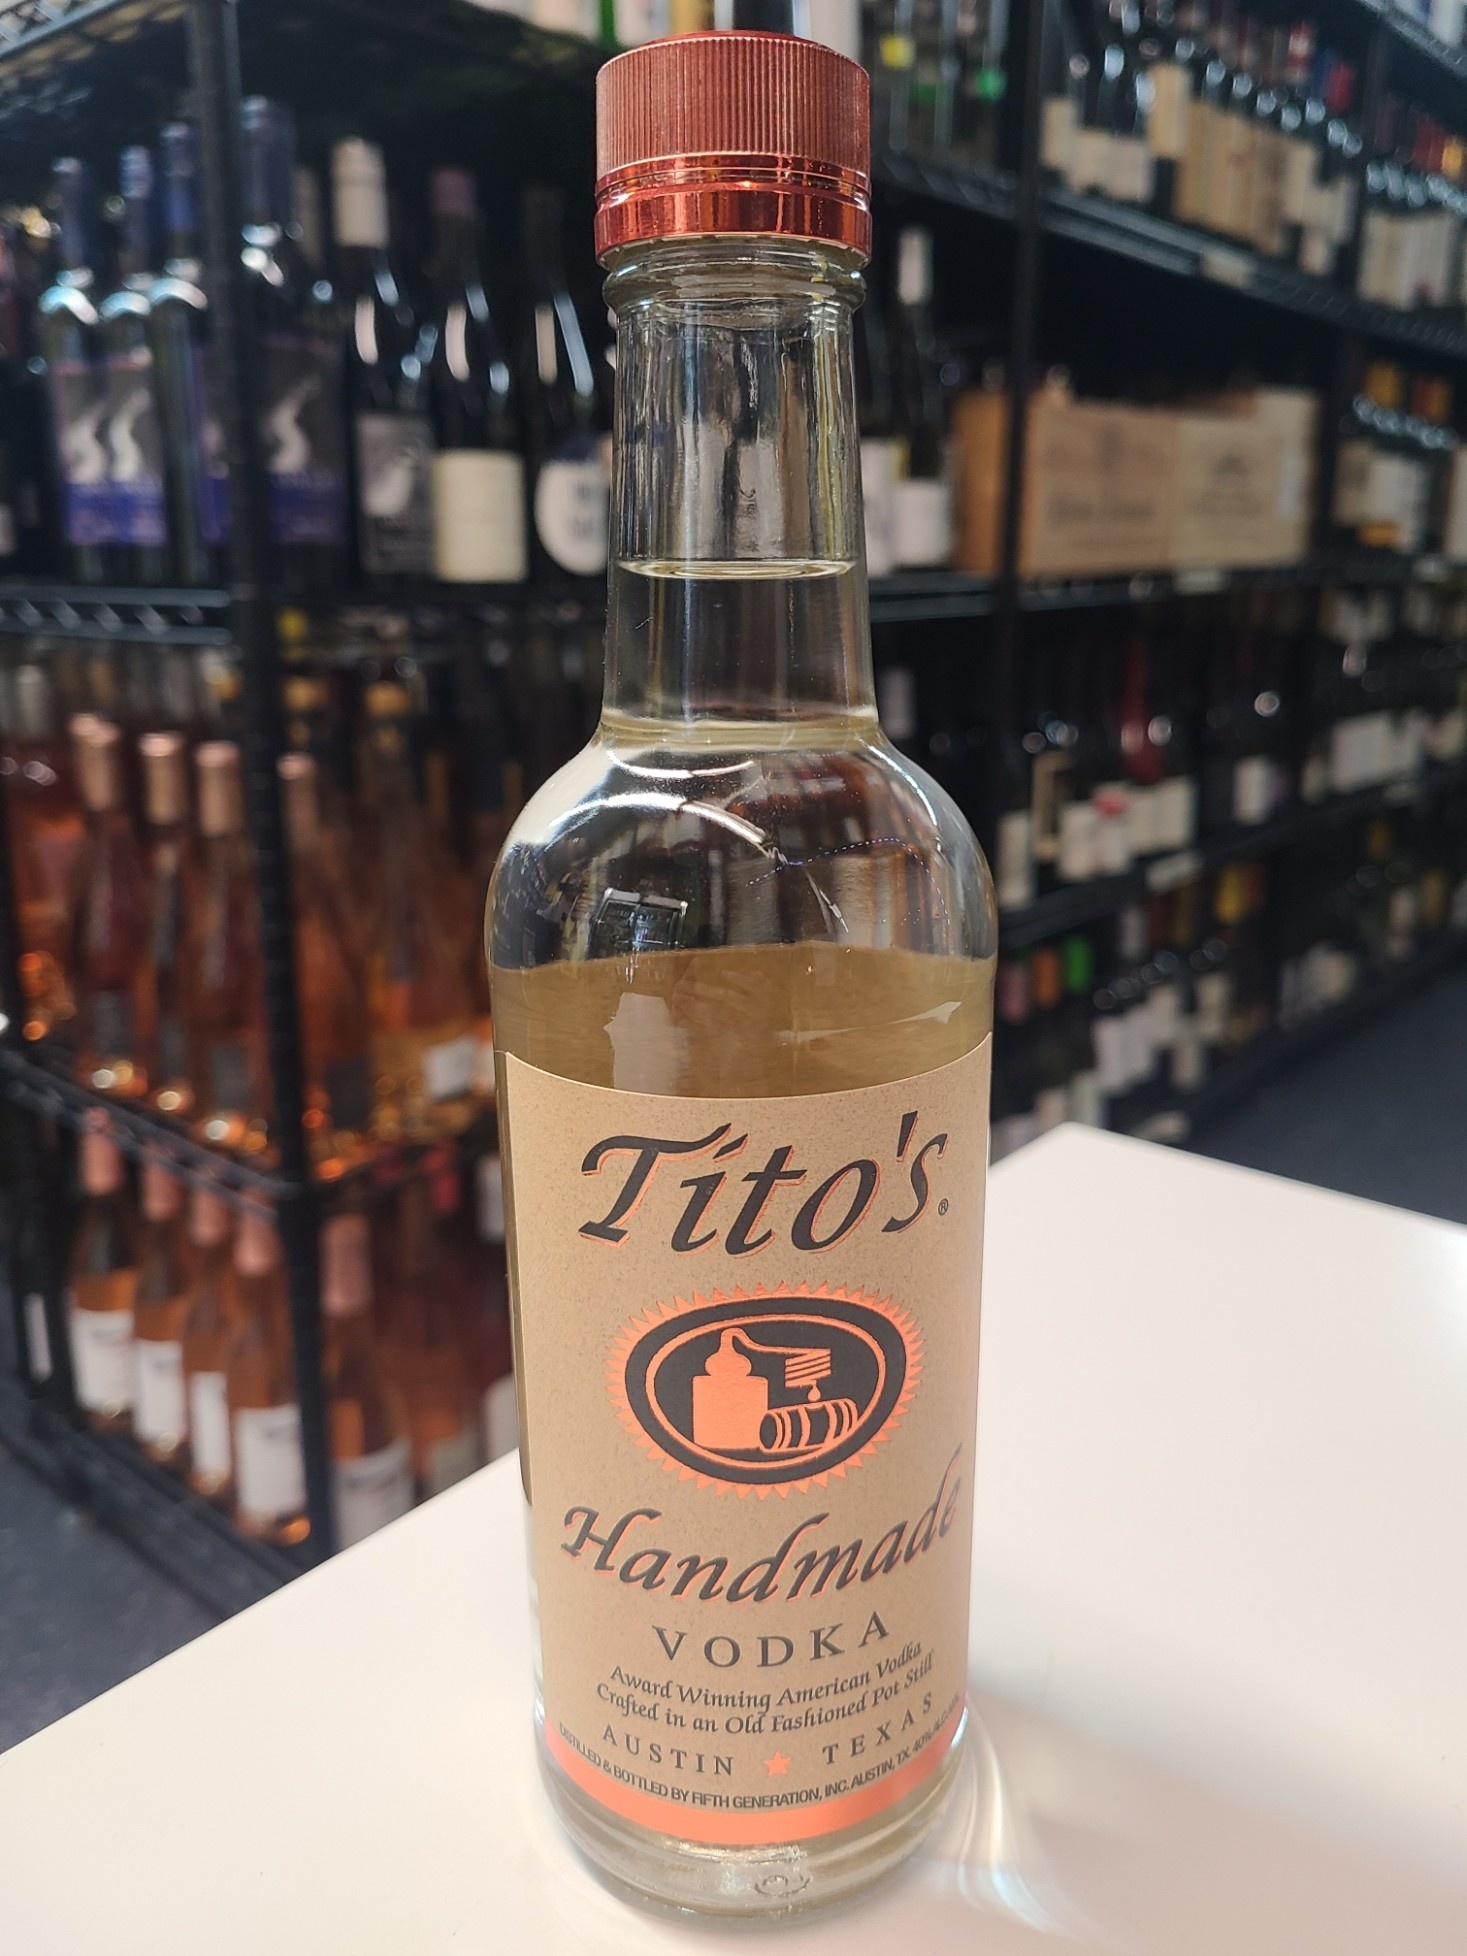 Tito's®
Handmade
VODKA
Award Winning American Vodka
Crafted in an Old Fashioned Pot Still
AUSTIN TEXAS
DISTILLED & BOTTLED BY FIFTH GENERATION, INC. AUSTIN, TX. 40% ALC./VOL.